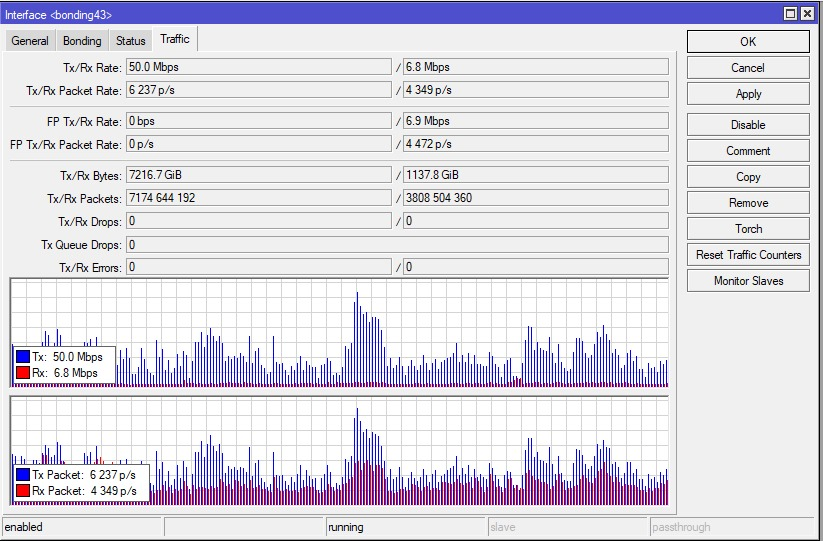 Interface <bonding43>
General Bonding Status Traffic
Tx/Rx Rate: 50.0 Mbps / 6.8 Mbps
Tx/Rx Packet Rate: 6 237 p/s / 4 349 p/s
FP Tx/Rx Rate: 0 bps / 6.9 Mbps
FP Tx/Rx Packet Rate: 0 p/s / 4 472 p/s
Tx/Rx Bytes: 7216.7 GiB / 1137.8 GiB
Tx/Rx Packets: 7174 644 192 / 3808 504 360
Tx/Rx Drops: 0 / 0
Tx Queue Drops: 0
Tx/Rx Errors: 0 / 0
Tx: 50.0 Mbps
Rx: 6.8 Mbps
Tx Packet: 6 237 p/s
Rx Packet: 4 349 p/s
OK
Cancel
Apply
Disable
Comment
Copy
Remove
Torch
Reset Traffic Counters
Monitor Slaves
enabled running slave passthrough